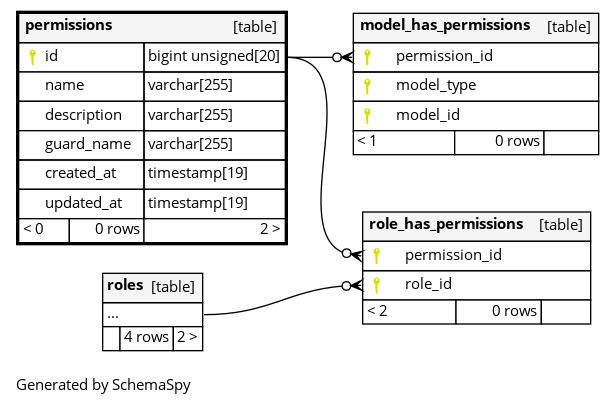 permissions [table]
id bigint unsigned[20]
name varchar[255]
description varchar[255]
guard_name varchar[255]
created_at timestamp[19]
updated_at timestamp[19]
< 0 0 rows 2 >
model_has_permissions [table]
permission_id
model_type
model_id
< 1 0 rows
role_has_permissions [table]
permission_id
role_id
< 2 0 rows
roles [table]
...
4 rows 2 >
Generated by SchemaSpy